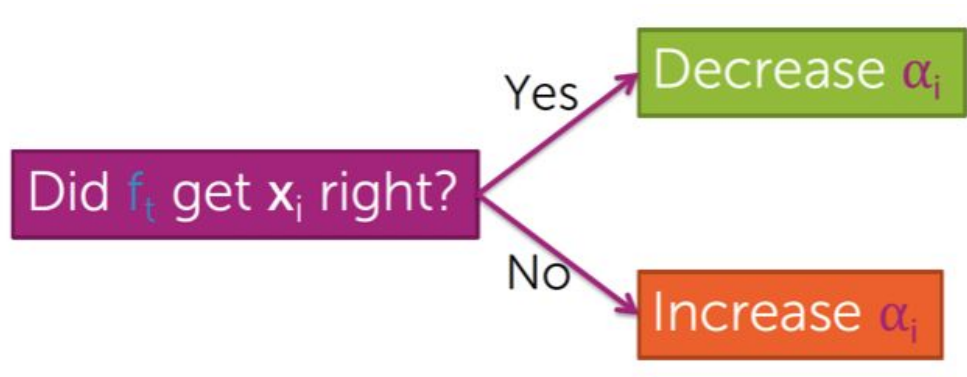 Did fₜ get xᵢ right?
Yes
Decrease αᵢ
No
Increase αᵢ